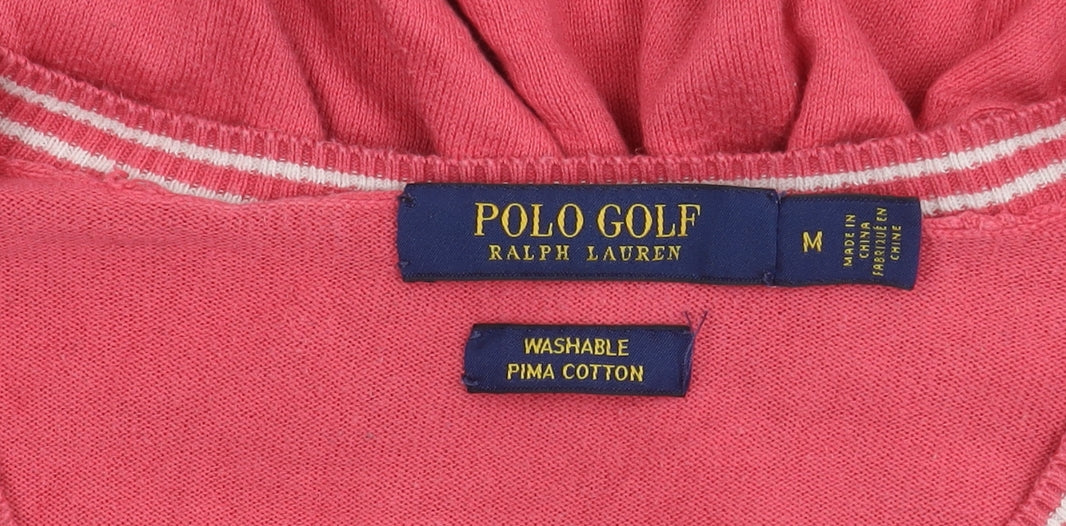 POLO GOLF
RALPH LAUREN
M
MADE IN
CHINA
FABRIQUÉ EN
CHINE
WASHABLE
PIMA COTTON